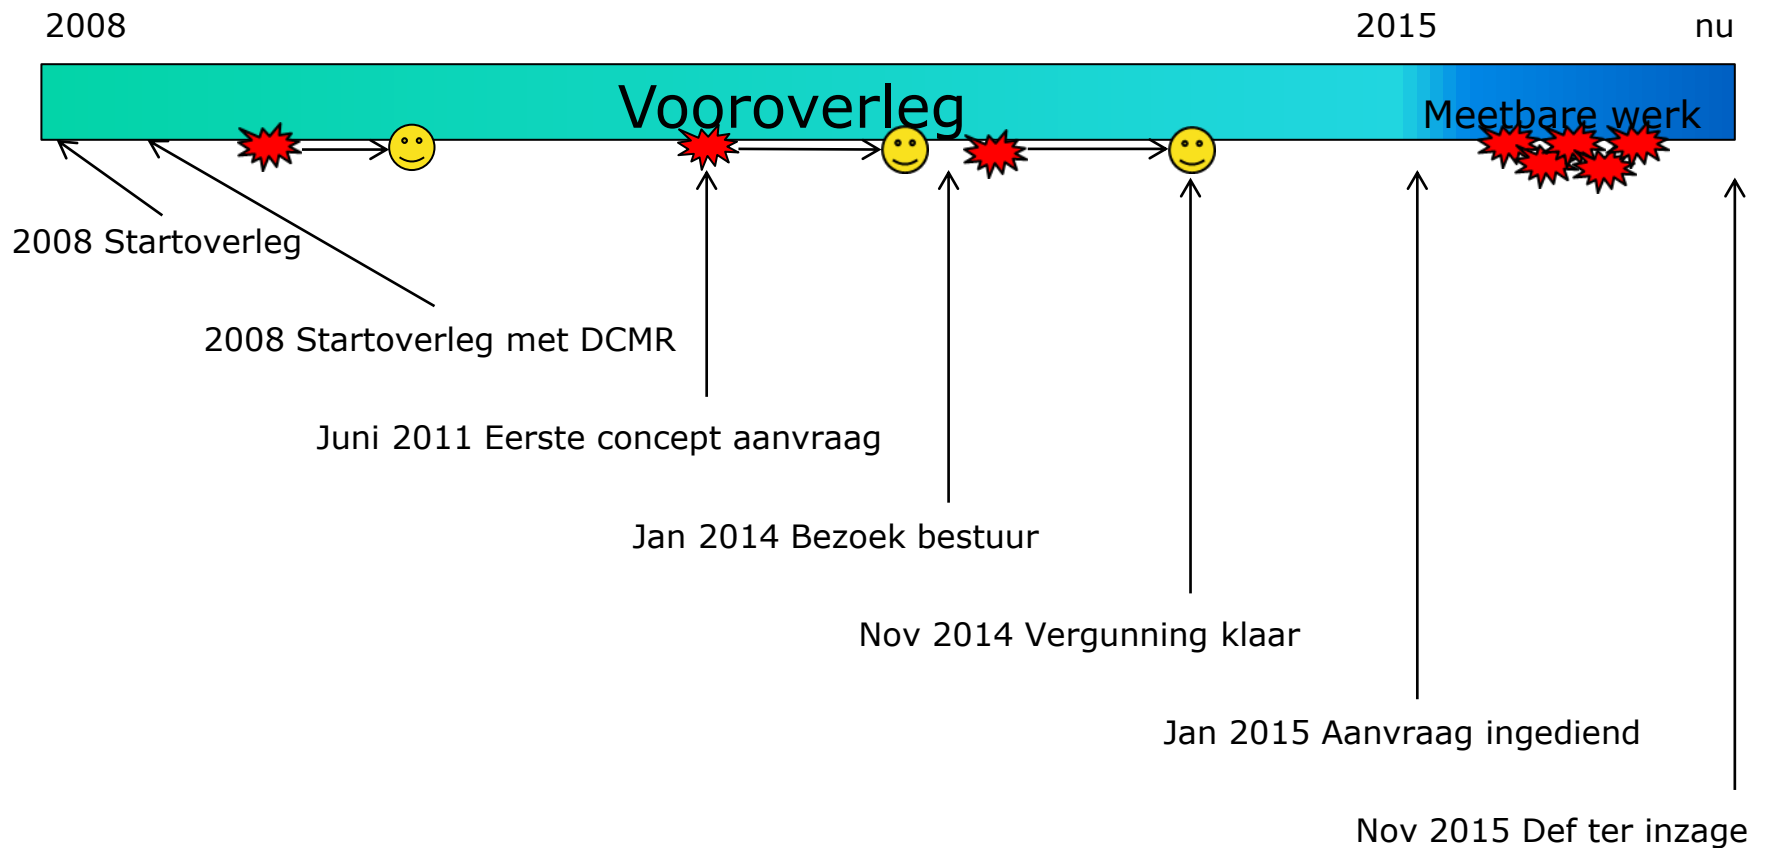 2008
2015
nu
Vooroverleg
Meetbare werk
2008 Startoverleg
2008 Startoverleg met DCMR
Juni 2011 Eerste concept aanvraag
Jan 2014 Bezoek bestuur
Nov 2014 Vergunning klaar
Jan 2015 Aanvraag ingediend
Nov 2015 Def ter inzage